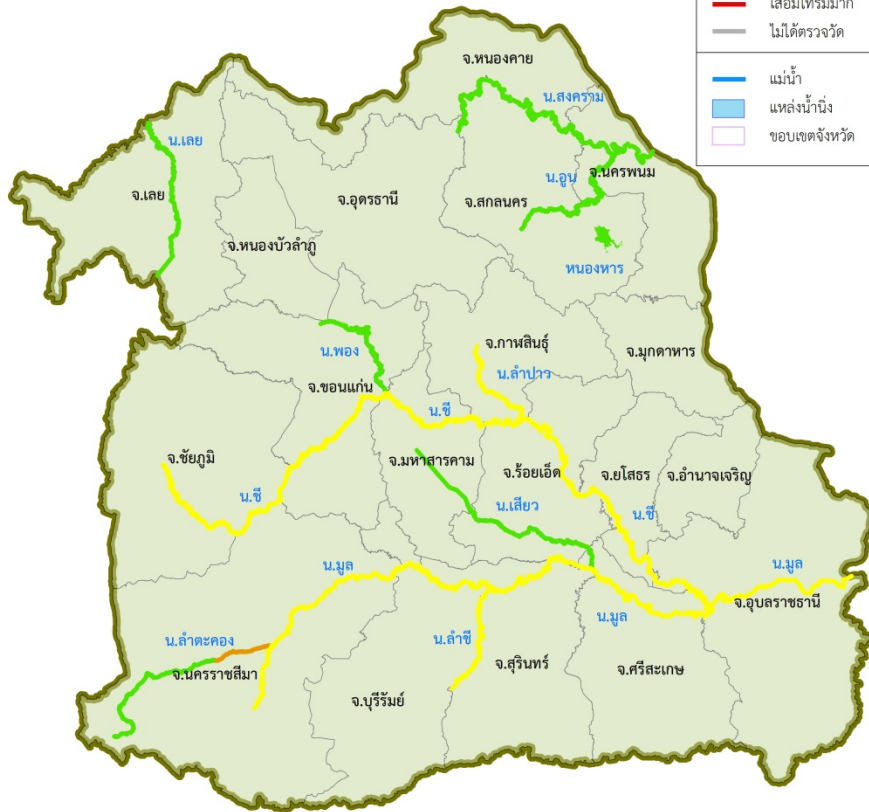 เสื่อมโทรมมาก
ไม่ได้ตรวจวัด
แม่น้ำ
แหล่งน้ำนิ่ง
ขอบเขตจังหวัด
จ.หนองคาย
น.สงคราม
น.เลย
น.อูน
จ.นครพนม
จ.เลย
จ.อุดรธานี
จ.สกลนคร
จ.หนองบัวลำภู
หนองหาร
จ.กาฬสินธุ์
จ.มุกดาหาร
น.พอง
น.ลำปาว
จ.ขอนแก่น
น.ชี
จ.ชัยภูมิ
จ.มหาสารคาม
จ.ร้อยเอ็ด
จ.ยโสธร
จ.อำนาจเจริญ
น.ชี
น.เสียว
น.ชี
น.มูล
น.มูล
จ.อุบลราชธานี
น.ลำตะคอง
น.ลำชี
น.มูล
จ.นครราชสีมา
จ.สุรินทร์
จ.ศรีสะเกษ
จ.บุรีรัมย์